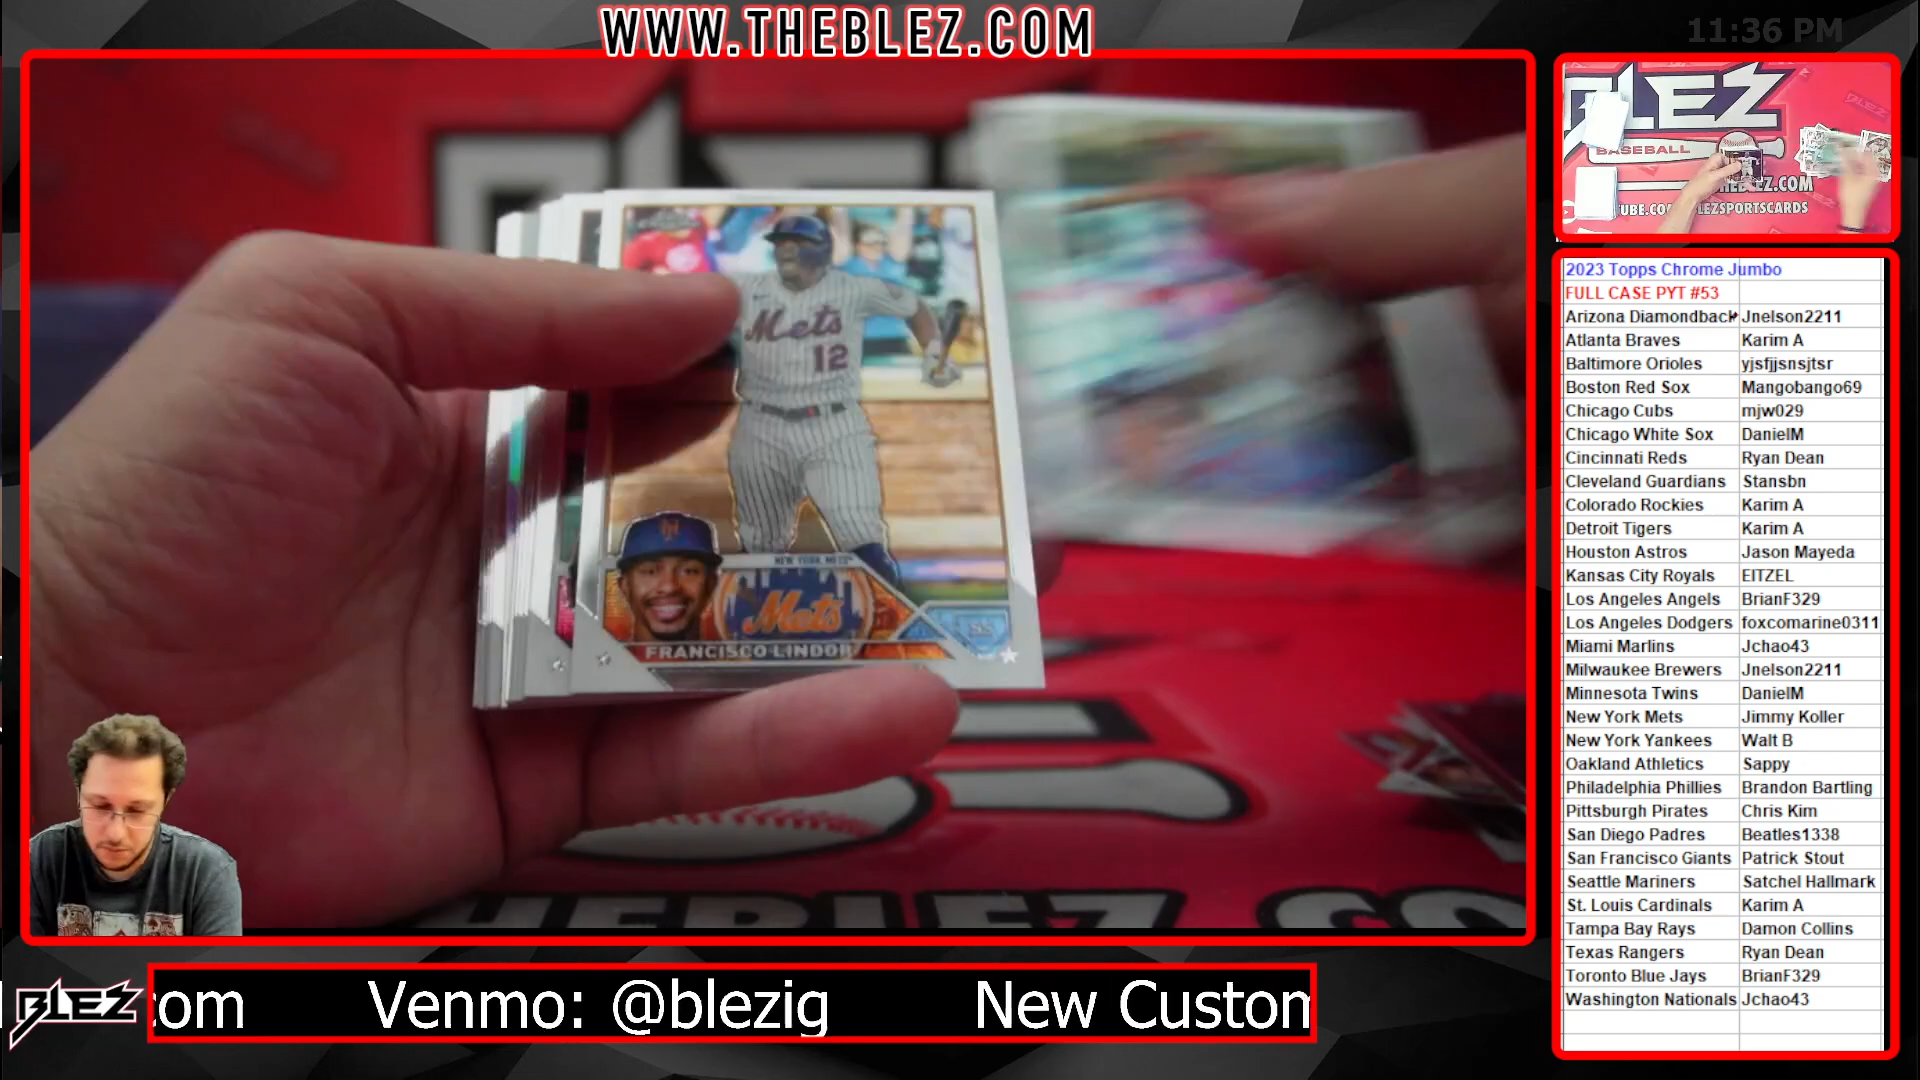 WWW.THEBLEZ.COM
11:36 PM
Mets
12
NEW YORK METS
Mets
SS
FRANCISCO LINDOR
BLEZ
BASEBALL
THEBLEZ.COM
2023 Topps Chrome Jumbo
FULL CASE PYT #53
Arizona Diamondback Jnelson2211
Atlanta Braves Karim A
Baltimore Orioles yjsfjjsnsjtsr
Boston Red Sox Mangobango69
Chicago Cubs mjw029
Chicago White Sox DanielM
Cincinnati Reds Ryan Dean
Cleveland Guardians Stansbn
Colorado Rockies Karim A
Detroit Tigers Karim A
Houston Astros Jason Mayeda
Kansas City Royals EITZEL
Los Angeles Angels BrianF329
Los Angeles Dodgers foxcomarine0311
Miami Marlins Jchao43
Milwaukee Brewers Jnelson2211
Minnesota Twins DanielM
New York Mets Jimmy Koller
New York Yankees Walt B
Oakland Athletics Sappy
Philadelphia Phillies Brandon Bartling
Pittsburgh Pirates Chris Kim
San Diego Padres Beatles1338
San Francisco Giants Patrick Stout
Seattle Mariners Satchel Hallmark
St. Louis Cardinals Karim A
Tampa Bay Rays Damon Collins
Texas Rangers Ryan Dean
Toronto Blue Jays BrianF329
Washington Nationals Jchao43
BLEZ
com Venmo: @blezig New Custom